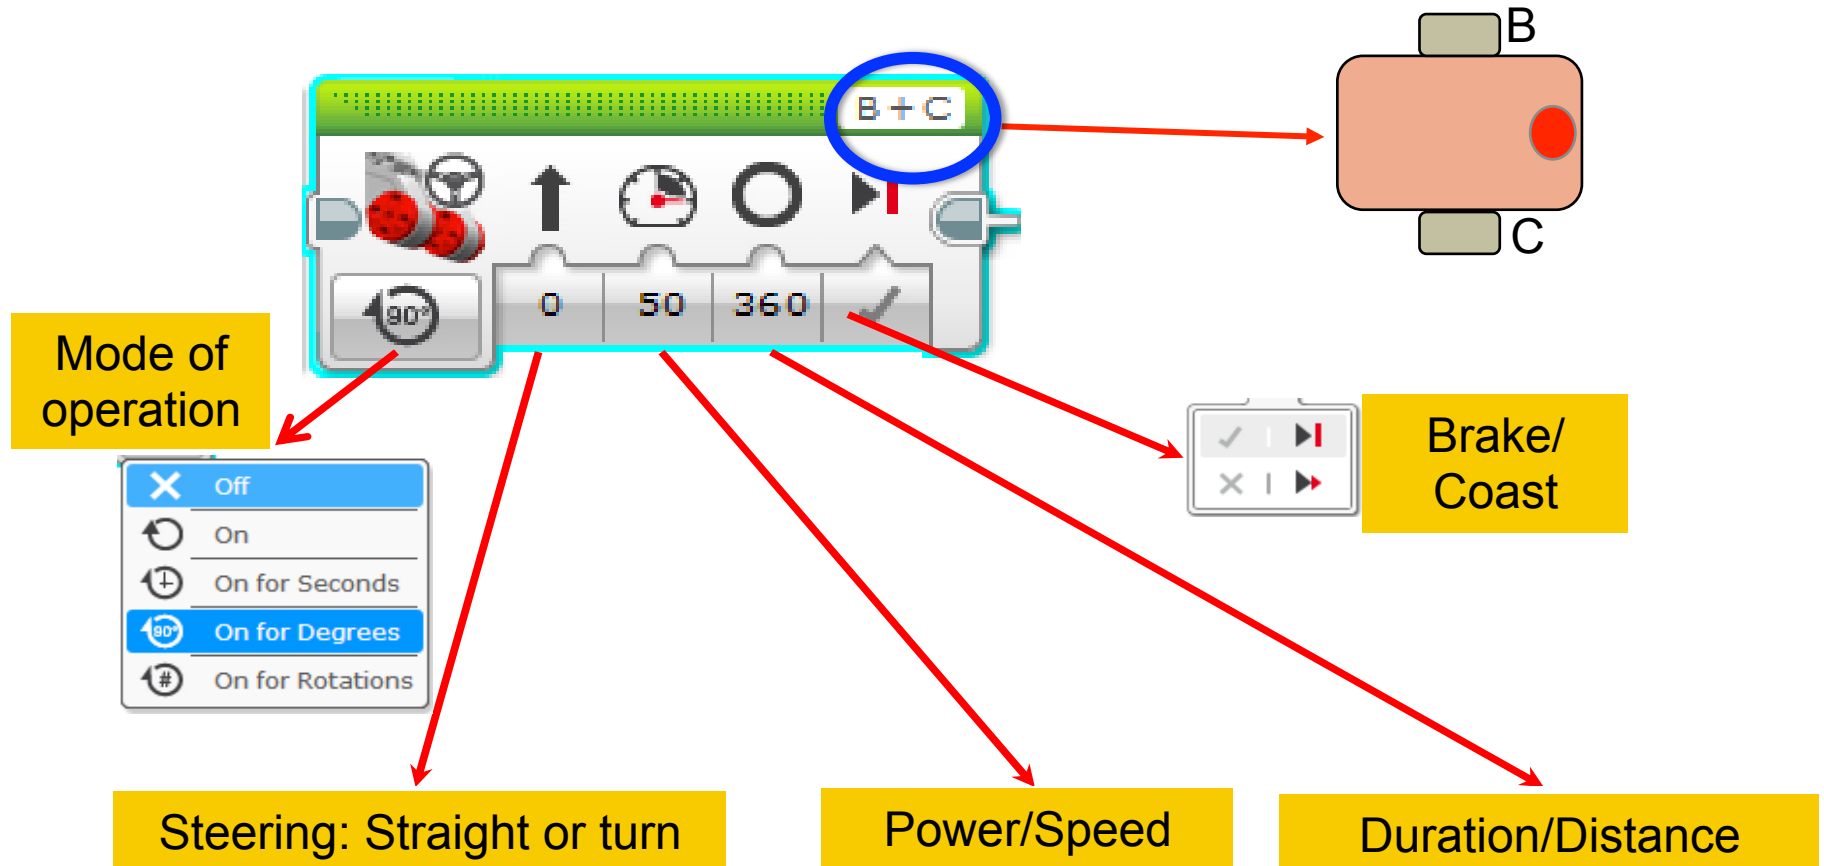 B
B + C
C
90°
0
50
360
Mode of
operation
Off
On
On for Seconds
90°
On for Degrees
#
On for Rotations
Brake/
Coast
Steering: Straight or turn
Power/Speed
Duration/Distance